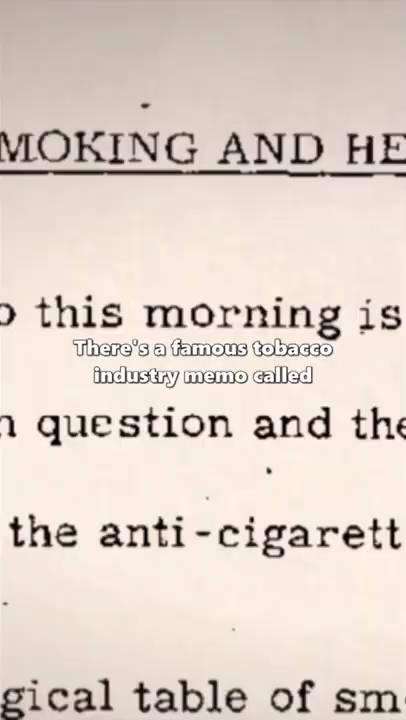 MOKING AND HE
o this morning is
There's a famous tobacco
industry memo called
n question and the
the anti-cigarett
gical table of sm